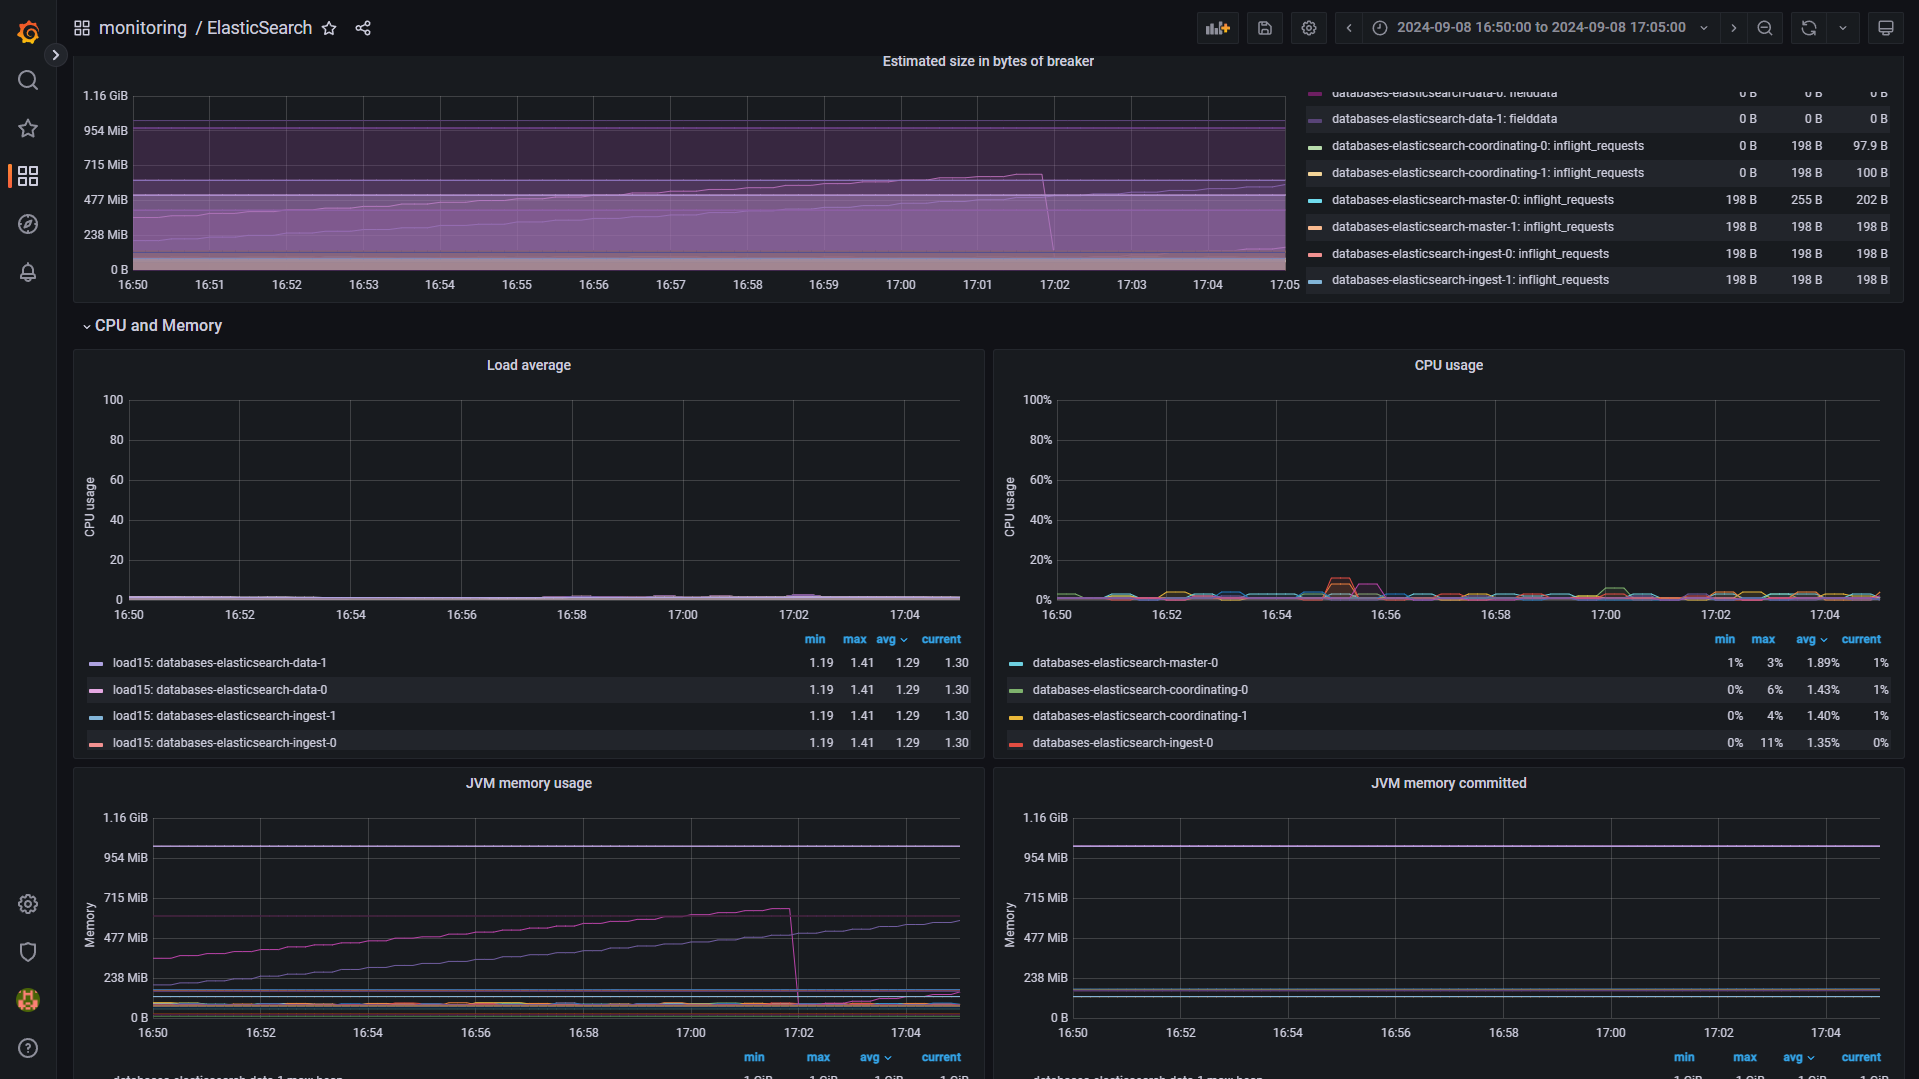 monitoring / ElasticSearch
2024-09-08 16:50:00 to 2024-09-08 17:05:00
Estimated size in bytes of breaker
1.16 GiB
954 MiB
715 MiB
477 MiB
238 MiB
0 B
16:50 16:51 16:52 16:53 16:54 16:55 16:56 16:57 16:58 16:59 17:00 17:01 17:02 17:03 17:04 17:05
databases-elasticsearch-data-0: fielddata 0 B 0 B 0 B
databases-elasticsearch-data-1: fielddata 0 B 0 B 0 B
databases-elasticsearch-coordinating-0: inflight_requests 0 B 198 B 97.9 B
databases-elasticsearch-coordinating-1: inflight_requests 0 B 198 B 100 B
databases-elasticsearch-master-0: inflight_requests 198 B 255 B 202 B
databases-elasticsearch-master-1: inflight_requests 198 B 198 B 198 B
databases-elasticsearch-ingest-0: inflight_requests 198 B 198 B 198 B
databases-elasticsearch-ingest-1: inflight_requests 198 B 198 B 198 B
CPU and Memory
Load average
CPU usage
100
80
60
40
20
0
16:50 16:52 16:54 16:56 16:58 17:00 17:02 17:04
min max avg current
load15: databases-elasticsearch-data-1 1.19 1.41 1.29 1.30
load15: databases-elasticsearch-data-0 1.19 1.41 1.29 1.30
load15: databases-elasticsearch-ingest-1 1.19 1.41 1.29 1.30
load15: databases-elasticsearch-ingest-0 1.19 1.41 1.29 1.30
CPU usage
CPU usage
100%
80%
60%
40%
20%
0%
16:50 16:52 16:54 16:56 16:58 17:00 17:02 17:04
min max avg current
databases-elasticsearch-master-0 1% 3% 1.89% 1%
databases-elasticsearch-coordinating-0 0% 6% 1.43% 1%
databases-elasticsearch-coordinating-1 0% 4% 1.40% 1%
databases-elasticsearch-ingest-0 0% 11% 1.35% 0%
JVM memory usage
Memory
1.16 GiB
954 MiB
715 MiB
477 MiB
238 MiB
0 B
16:50 16:52 16:54 16:56 16:58 17:00 17:02 17:04
min max avg current
JVM memory committed
Memory
1.16 GiB
954 MiB
715 MiB
477 MiB
238 MiB
0 B
16:50 16:52 16:54 16:56 16:58 17:00 17:02 17:04
min max avg current